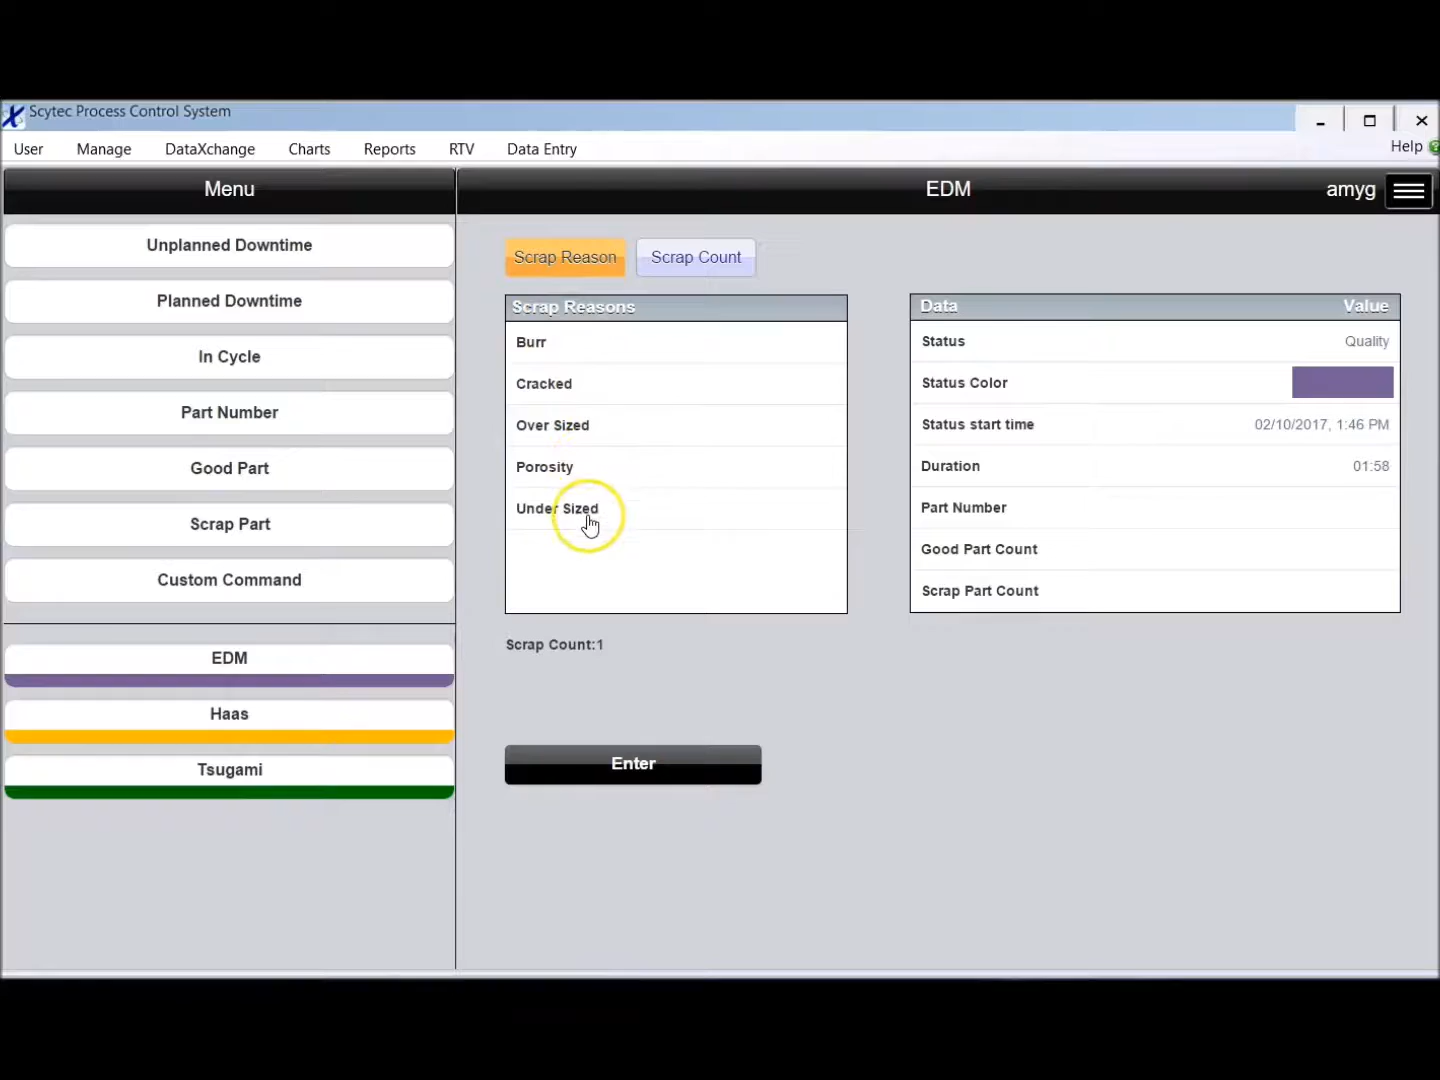 Scytec Process Control System
User Manage DataXchange Charts Reports RTV Data Entry Help
Menu
EDM
amyg
Unplanned Downtime
Planned Downtime
In Cycle
Part Number
Good Part
Scrap Part
Custom Command
EDM
Haas
Tsugami
Scrap Reason Scrap Count
Scrap Reasons
Burr
Cracked
Over Sized
Porosity
Under Sized
Scrap Count:1
Enter
Data Value
Status Quality
Status Color
Status start time 02/10/2017, 1:46 PM
Duration 01:58
Part Number
Good Part Count
Scrap Part Count